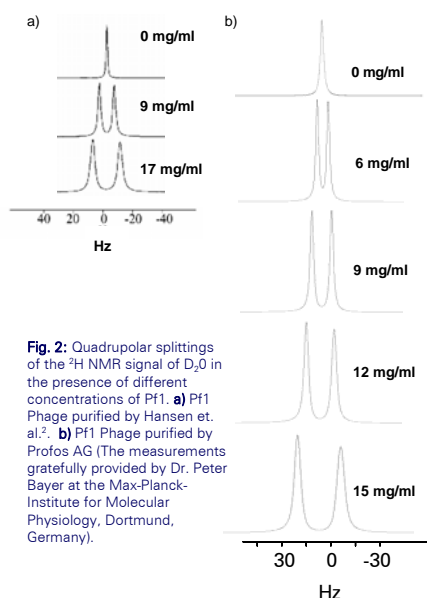 a)
0 mg/ml
9 mg/ml
17 mg/ml
40 20 0 -20 -40
Hz
Fig. 2: Quadrupolar splittings
of the ²H NMR signal of D₂0 in
the presence of different
concentrations of Pf1. a) Pf1
Phage purified by Hansen et.
al.². b) Pf1 Phage purified by
Profos AG (The measurements
gratefully provided by Dr. Peter
Bayer at the Max-Planck-
Institute for Molecular
Physiology, Dortmund,
Germany).
b)
0 mg/ml
6 mg/ml
9 mg/ml
12 mg/ml
15 mg/ml
30 0 -30
Hz